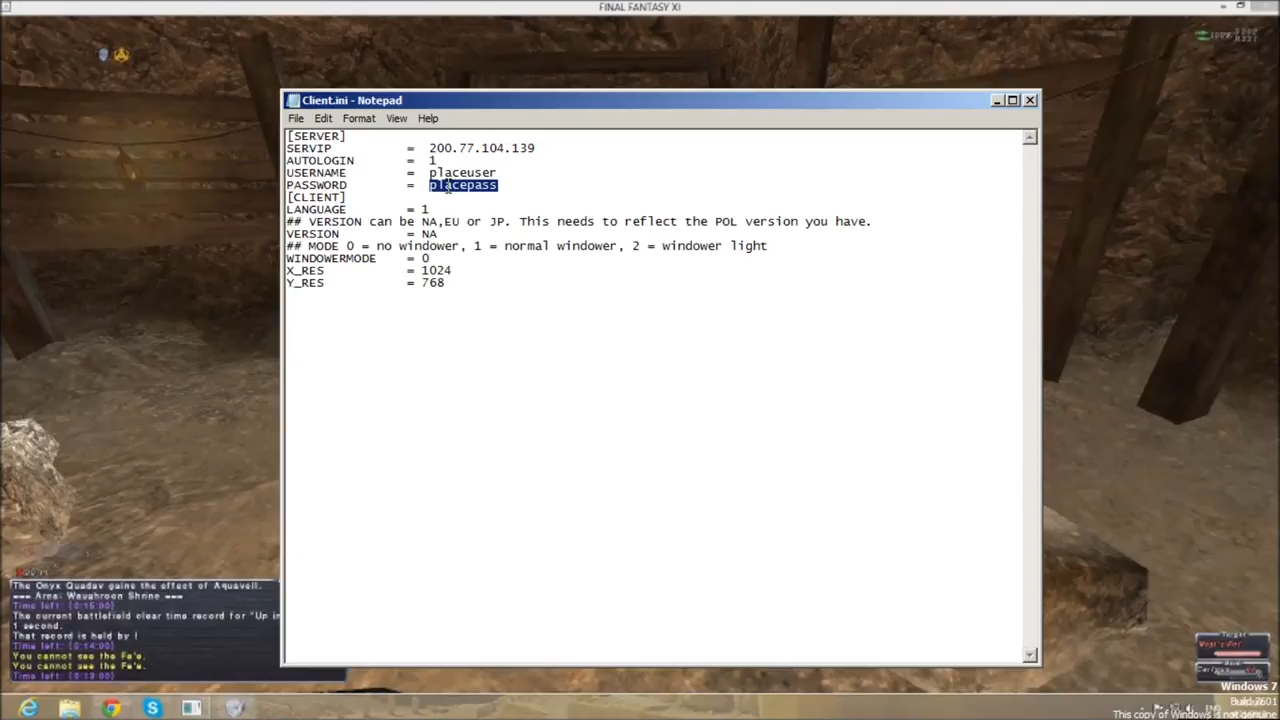 FINAL FANTASY XI
Client.ini - Notepad
File Edit Format View Help
[SERVER]
SERVIP = 200.77.104.139
AUTOLOGIN = 1
USERNAME = placeuser
PASSWORD = placepass
[CLIENT]
LANGUAGE = 1
## VERSION can be NA,EU or JP. This needs to reflect the POL version you have.
VERSION = NA
## MODE 0 = no windower, 1 = normal windower, 2 = windower light
WINDOWERMODE = 0
X_RES = 1024
Y_RES = 768
The Onyx Quadav gains the effect of Aquaveil.
=== Area: Waughroon Shrine ===
Time left: (0:15:00)
The current battlefield clear time record for "Up in
1 second.
That record is held by !
Time left: (0:14:00)
You cannot see the Fe's.
You cannot see the Fe's.
Time left: (0:13:00)
Target
Windows 7
Build 7601
This copy of Windows is not genuine